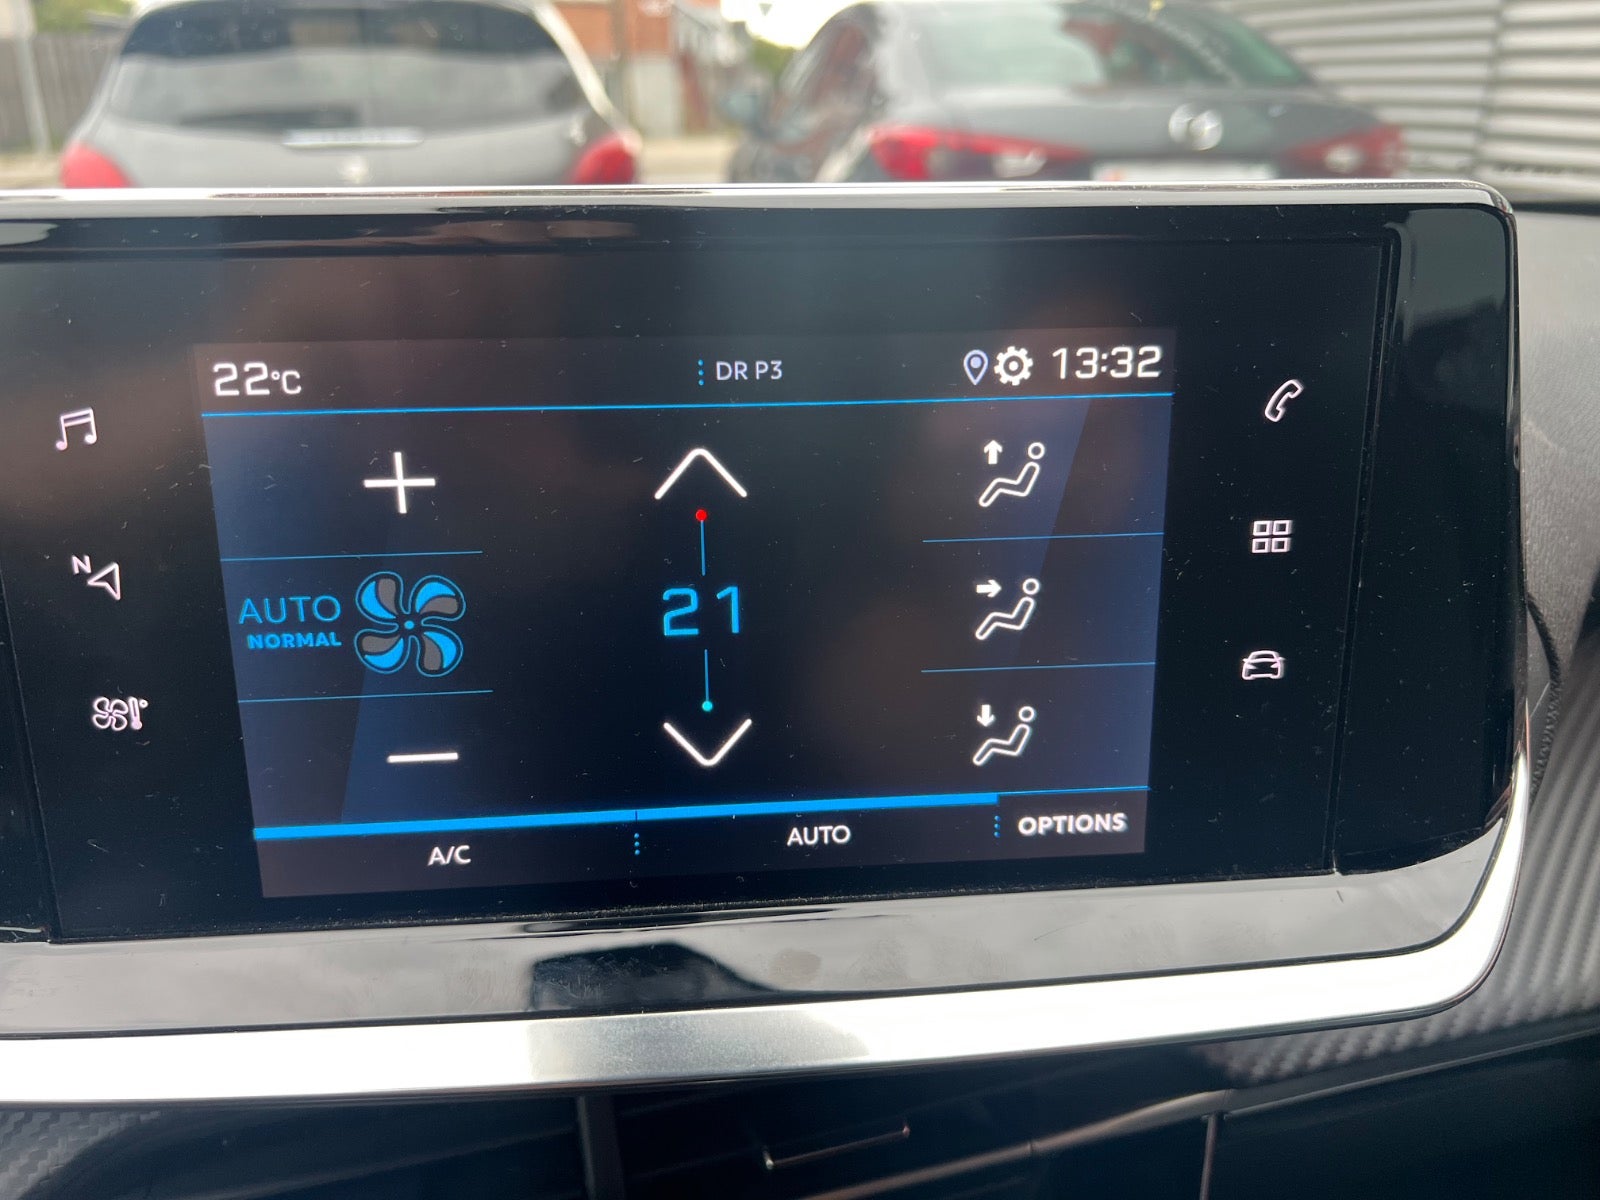 22°C
DR P3
13:32
N
AUTO
NORMAL
21
A/C
AUTO
OPTIONS